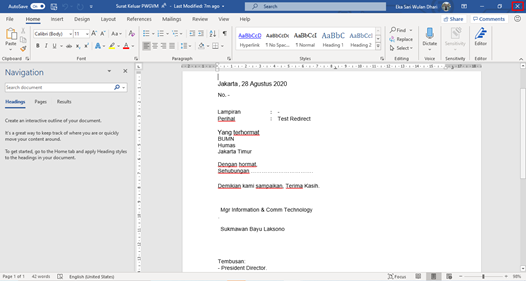 AutoSave On Surat Keluar PWSVM - Last Modified: 7m ago Search Eka Sari Wulan Dhari
File Home Insert Draw Design Layout References Mailings Review View Help Share Comments
Paste Calibri (Body) 11 Find Replace Select Dictate Sensitivity Editor
AaBbCcD AaBbCcD AaBbCcI AaBbC AaBbCcC
Hyperlink ¶ No Spac... ¶ Normal Heading 1 Heading 2
Clipboard Font Paragraph Styles Editing Voice Sensitivity Editor
Navigation
Search document
Headings Pages Results
Create an interactive outline of your document.
It's a great way to keep track of where you are or quickly
move your content around.
To get started, go to the Home tab and apply Heading styles
to the headings in your document.
Jakarta , 28 Agustus 2020
No.-
Lampiran : -
Perihal : Test Redirect
Yang terhormat
BUMN
Humas
Jakarta Timur
Dengan hormat,
Sehubungan
Demikian kami sampaikan, Terima Kasih.
Mgr Information & Comm Technology
Sukmawan Bayu Laksono
Tembusan:
- President Director
Page 1 of 1 42 words English (United States) Focus 98%